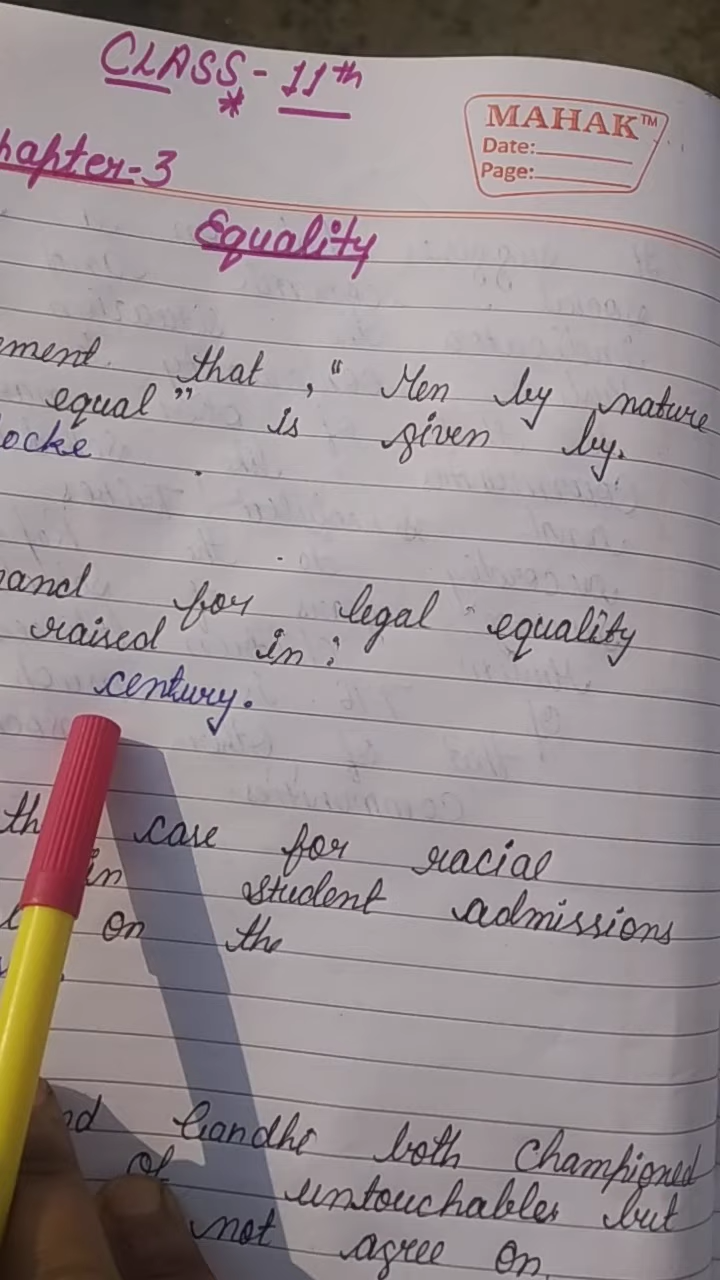 CLASS - 11th
*
MAHAK™
Date:
Page:
hapter-3
Equality
ement that, " Men by nature
equal" is given by.
ocke
and for legal equality
raised in:
century.
th case for racial
in student admissions
on the
nd Gandhi both championed
of untouchables but
not agree on